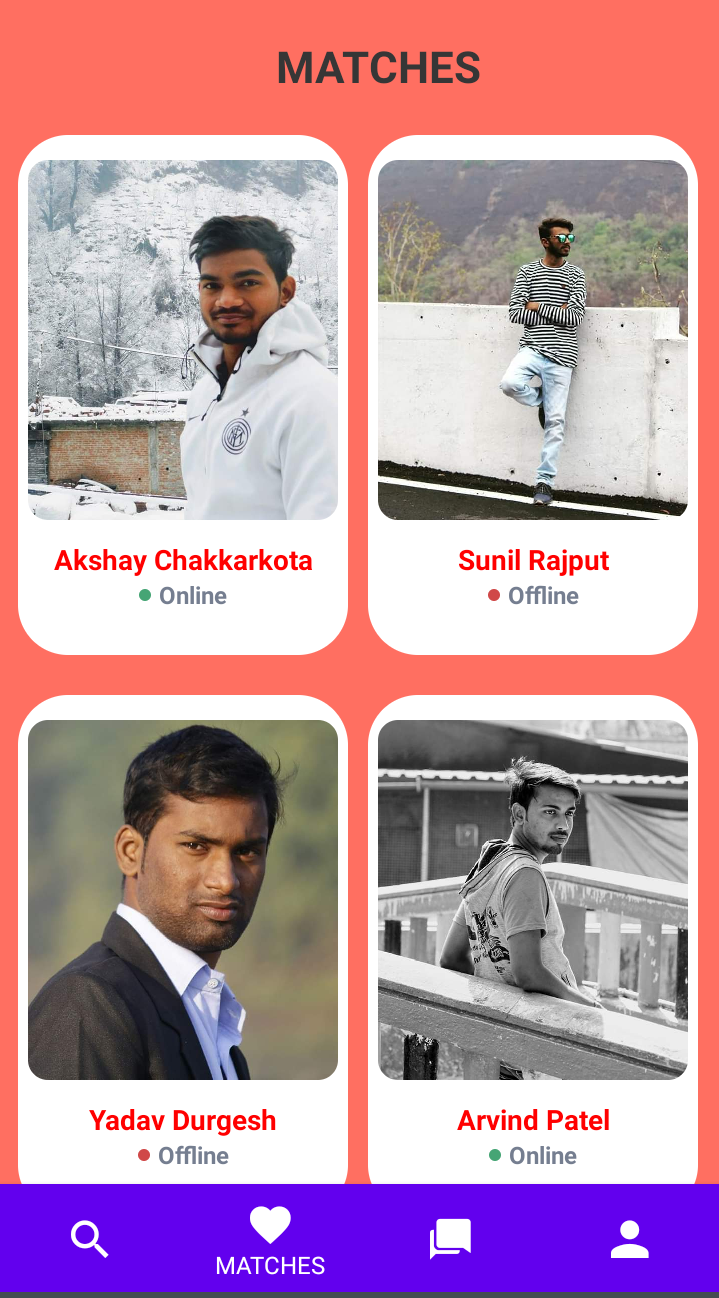 MATCHES
Akshay Chakkarkota
Online
Sunil Rajput
Offline
Yadav Durgesh
Offline
Arvind Patel
Online
MATCHES